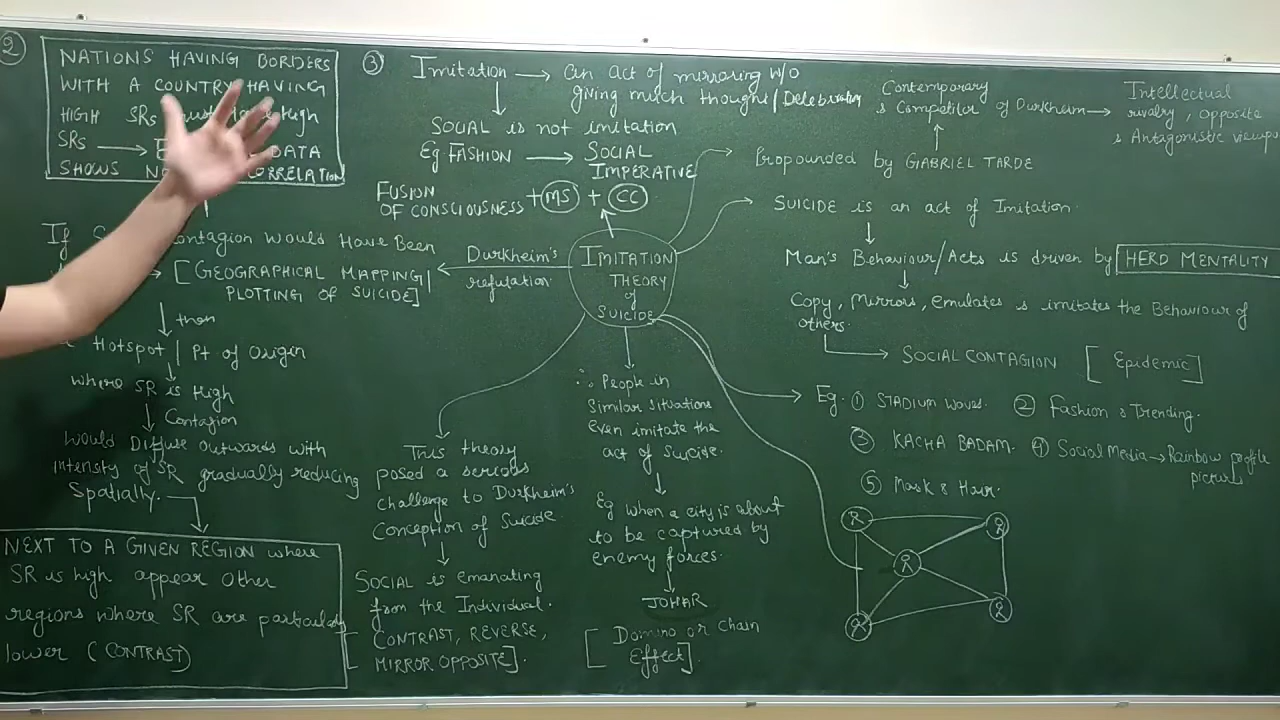 ②
NATIONS HAVING BORDERS
WITH A COUNTRY HAVING
HIGH SRs High
SRs → DATA
SHOWS CORRELATION
If Contagion would Have Been
→ [GEOGRAPHICAL MAPPING|
PLOTTING OF SUICIDE]
↓ then
Hotspot | Pt of Origin
where SR is High
↓ Contagion
would Diffuse outwards with
intensity of SR gradually reducing
Spatially.
NEXT TO A GIVEN REGION where
SR is high appear other
regions where SR are particularly
lower (CONTRAST)
③ Imitation → an act of mirroring w/o
giving much thought/Deleberation
SOCIAL is not imitation
Eg FASHION → SOCIAL
IMPERATIVE
FUSION
OF CONSCIOUSNESS + MS + CC
Durkheim's
refutation
IMITATION
THEORY
of
SUICIDE
This theory
posed a serious
challenge to Durkheim's
Conception of Suicide.
↓
SOCIAL is emanating
from the Individual.
[CONTRAST, REVERSE,
MIRROR OPPOSITE].
∴ People in
Similar situations
Even imitate the
act of Suicide.
↓
Eg when a city is about
to be captured by
enemy forces.
↓
JOHAR
[Domino or Chain
Effect].
Contemporary
& Competitor of Durkheim →
Intellectual
rivalry, opposite
& Antagonistic viewp
Propounded by GABRIEL TARDE
SUICIDE is an act of Imitation.
↓
Man's Behaviour/Acts is driven by HERD MENTALITY
↓
Copy, Mirrors, emulates & imitates the Behaviour of
others.
→ SOCIAL CONTAGION [Epidemic]
Eg. ① STADIUM WAVES. ② Fashion & Trending.
③ KACHA BADAM. ④ Social Media → Rainbow profile
picture
⑤
R R
R
R R